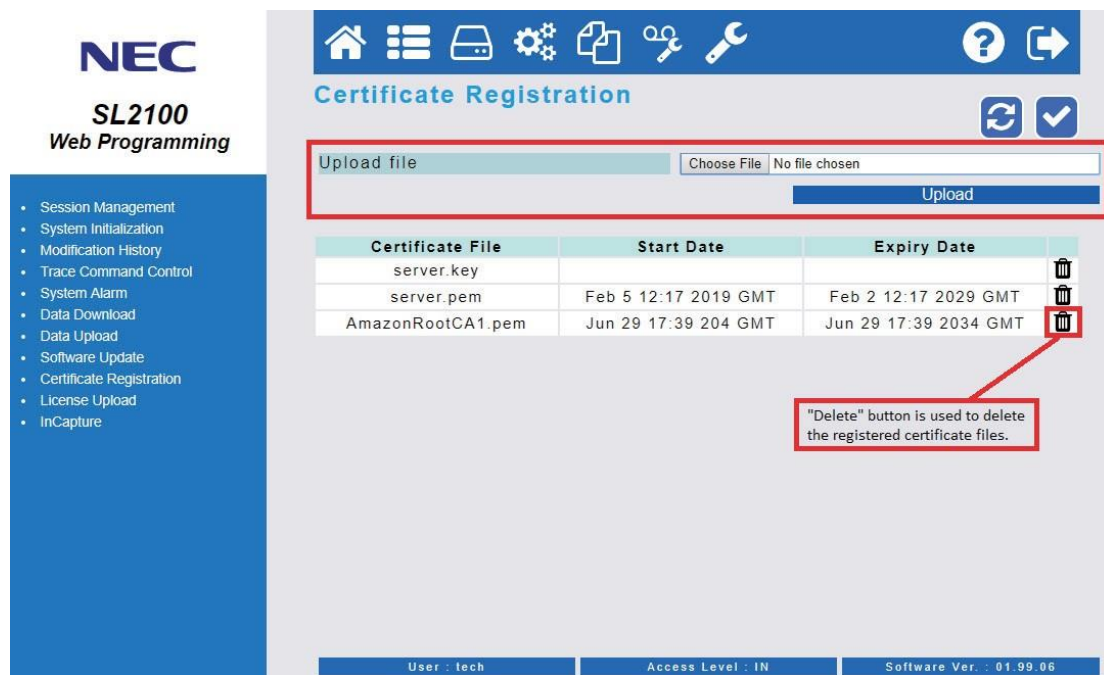 NEC
SL2100
Web Programming
Session Management
System Initialization
Modification History
Trace Command Control
System Alarm
Data Download
Data Upload
Software Update
Certificate Registration
License Upload
InCapture
Certificate Registration
Upload file
Choose File No file chosen
Upload
Certificate File Start Date Expiry Date
server.key
server.pem Feb 5 12:17 2019 GMT Feb 2 12:17 2029 GMT
AmazonRootCA1.pem Jun 29 17:39 204 GMT Jun 29 17:39 2034 GMT
"Delete" button is used to delete
the registered certificate files.
User : tech Access Level : IN Software Ver. : 01.99.06